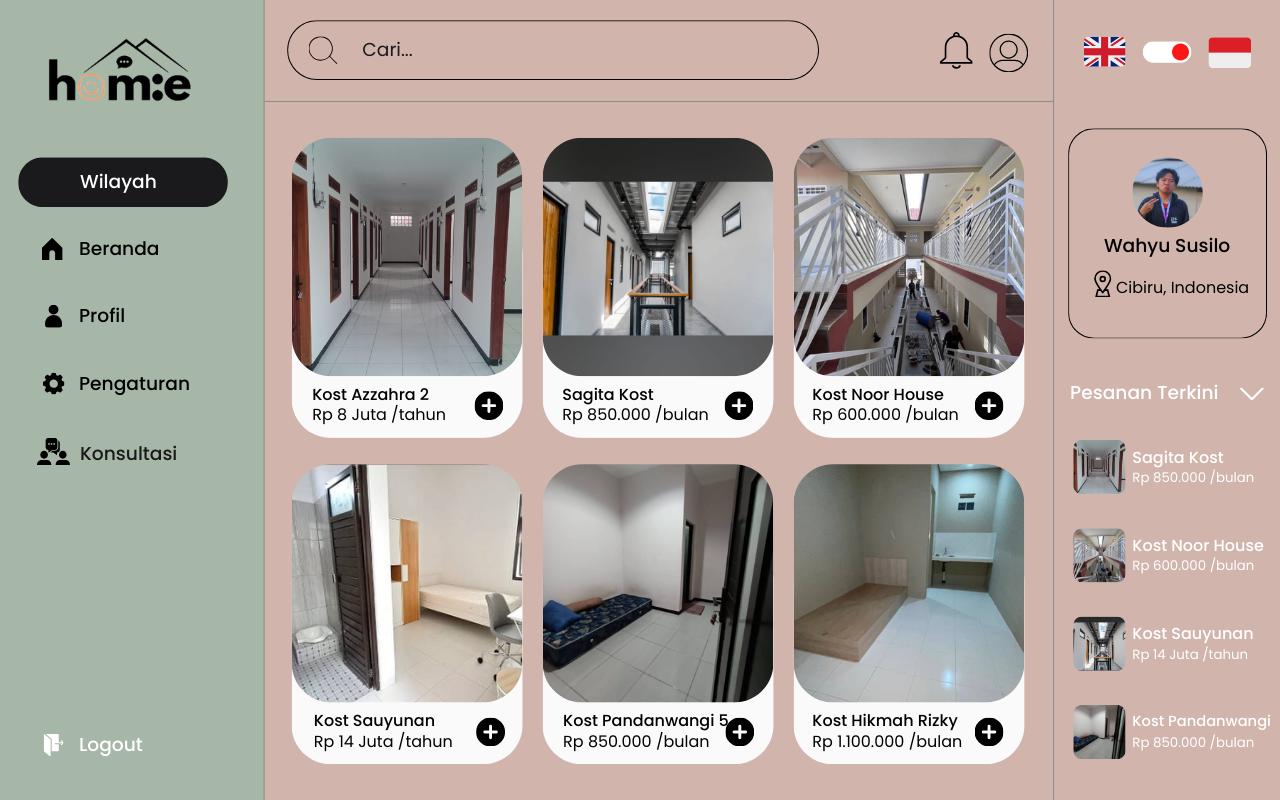 hom:e
Cari...
Wilayah
Beranda
Profil
Pengaturan
Konsultasi
Logout
Kost Azzahra 2
Rp 8 Juta /tahun
Sagita Kost
Rp 850.000 /bulan
Kost Noor House
Rp 600.000 /bulan
Kost Sauyunan
Rp 14 Juta /tahun
Kost Pandanwangi 5
Rp 850.000 /bulan
Kost Hikmah Rizky
Rp 1.100.000 /bulan
Wahyu Susilo
Cibiru, Indonesia
Pesanan Terkini
Sagita Kost
Rp 850.000 /bulan
Kost Noor House
Rp 600.000 /bulan
Kost Sauyunan
Rp 14 Juta /tahun
Kost Pandanwangi
Rp 850.000 /bulan